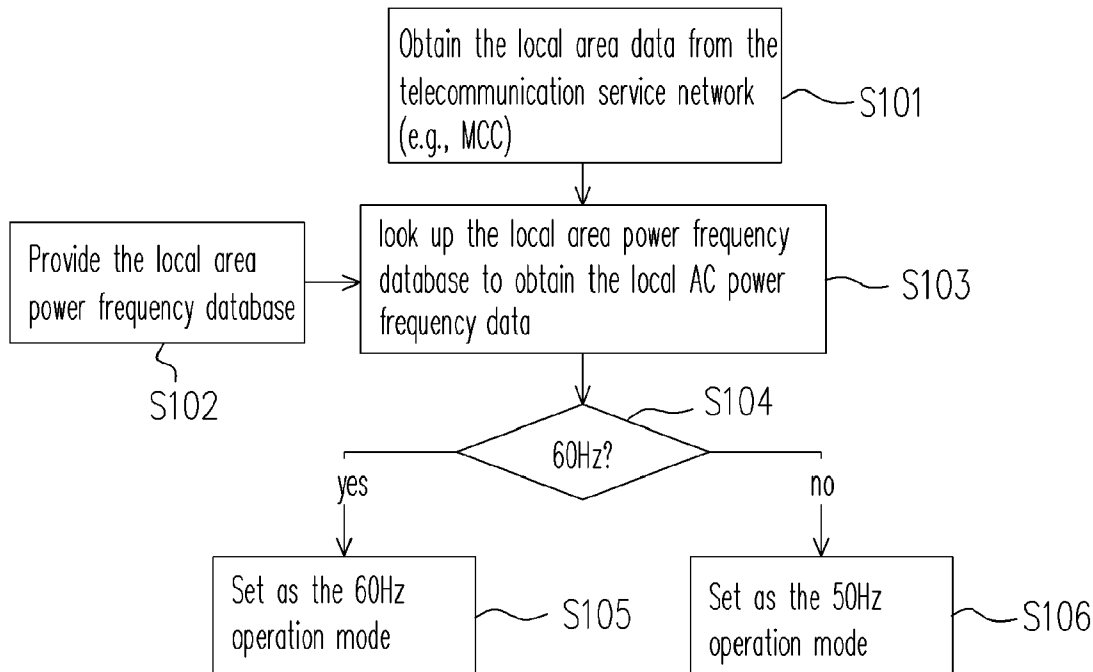 Obtain the local area data from the
telecommunication service network
(e.g., MCC)
S101
look up the local area power frequency
database to obtain the local AC power
frequency data
S103
Provide the local area
power frequency database
S102
S104
60Hz?
yes
no
Set as the 60Hz
operation mode
S105
Set as the 50Hz
operation mode
S106